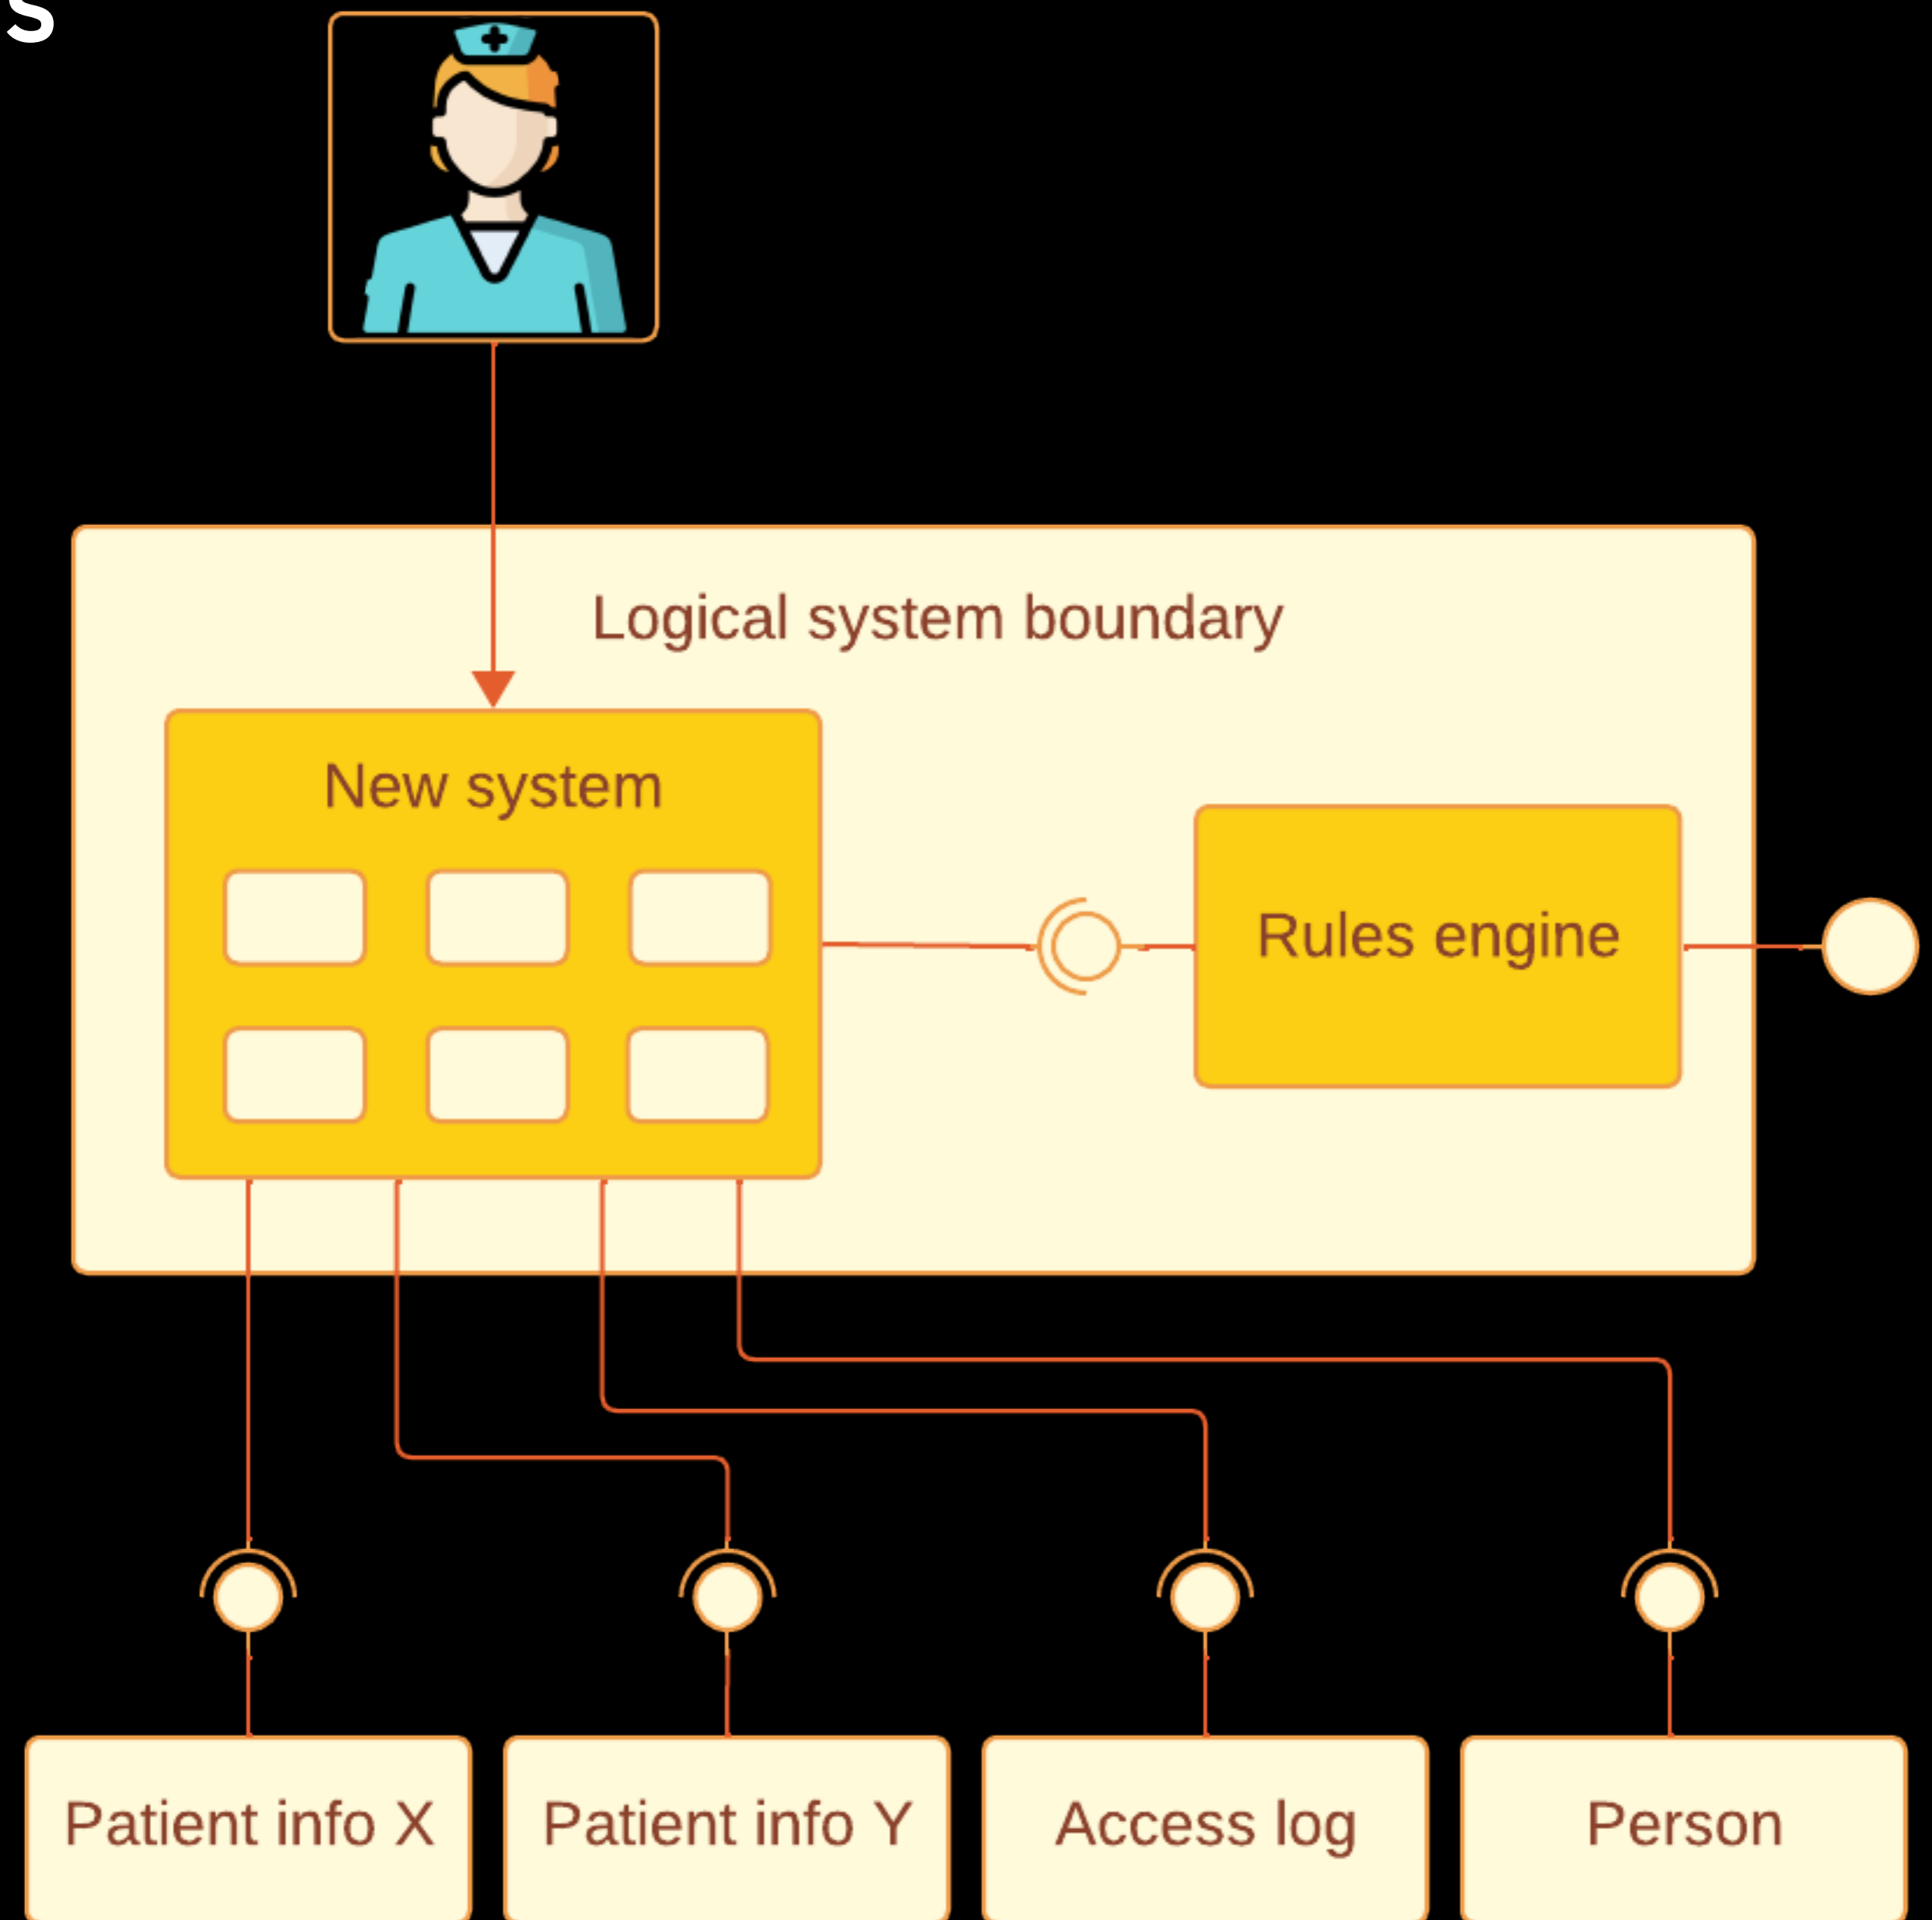 s
Logical system boundary
New system
Rules engine
Patient info X
Patient info Y
Access log
Person